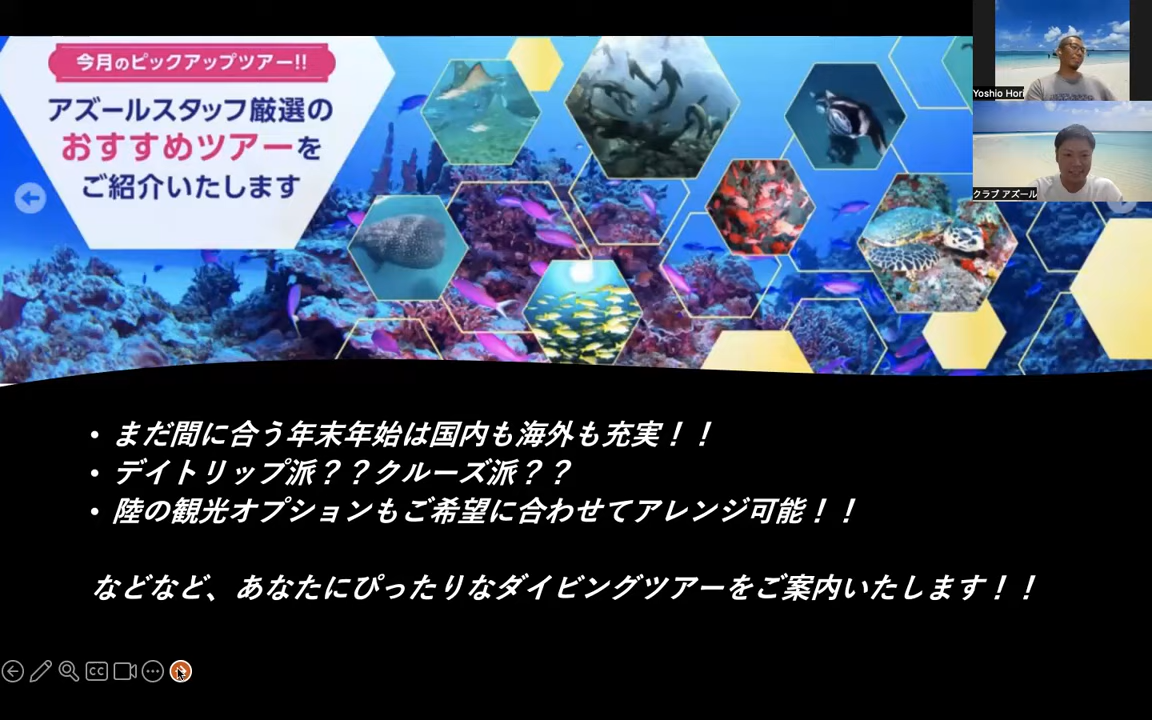 今月のピックアップツアー!!
アズールスタッフ厳選の
おすすめツアーを
ご紹介いたします
Yoshio Hori
クラブ アズール
• まだ間に合う年末年始は国内も海外も充実！！
• デイトリップ派？？クルーズ派？？
• 陸の観光オプションもご希望に合わせてアレンジ可能！！
などなど、あなたにぴったりなダイビングツアーをご案内いたします！！
CC